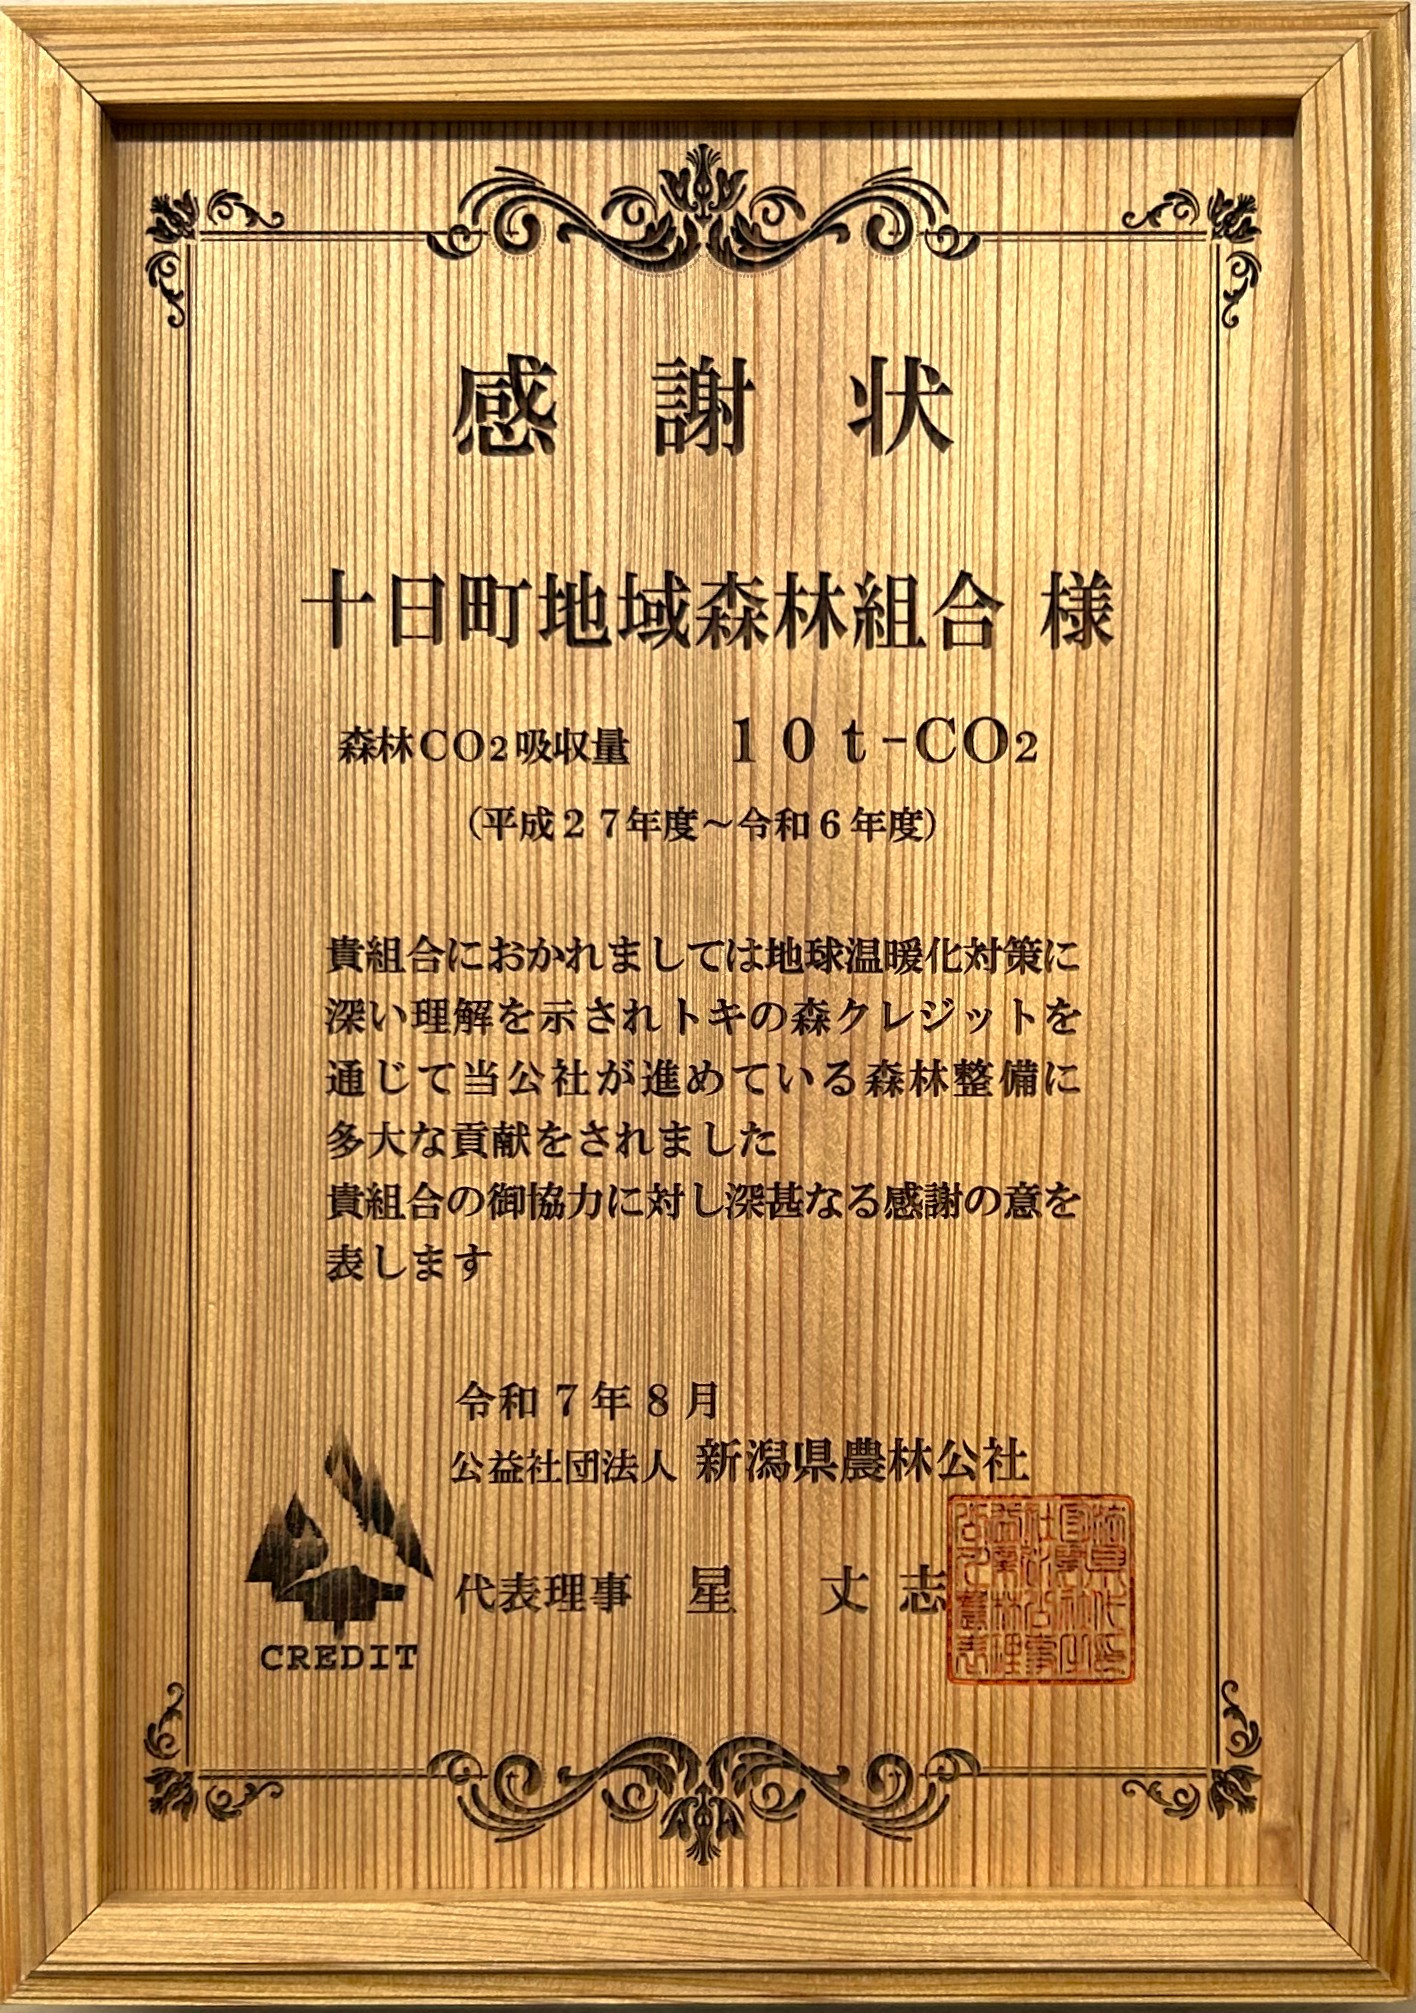 感謝状
十日町地域森林組合 様
森林CO2吸収量 10t-CO2
(平成27年度～令和6年度)
貴組合におかれましては地球温暖化対策に
深い理解を示されトキの森クレジットを
通じて当公社が進めている森林整備に
多大な貢献をされました
貴組合の御協力に対し深甚なる感謝の意を
表します
令和7年8月
公益社団法人 新潟県農林公社
代表理事 星 丈志
CREDIT